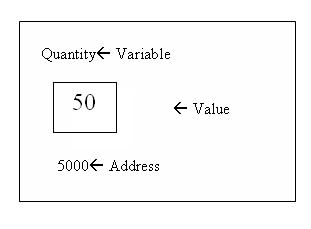 Quantity← Variable
50 ← Value
5000← Address